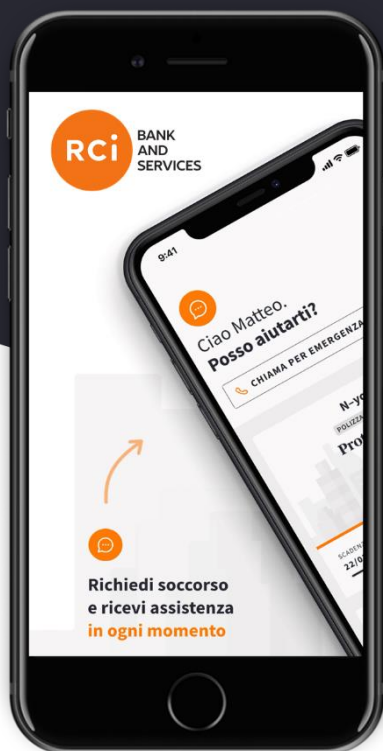 RCi
BANK
AND
SERVICES
9:41
Ciao Matteo.
Posso aiutarti?
CHIAMA PER EMERGENZA
POLIZZA
Richiedi soccorso
e ricevi assistenza
in ogni momento